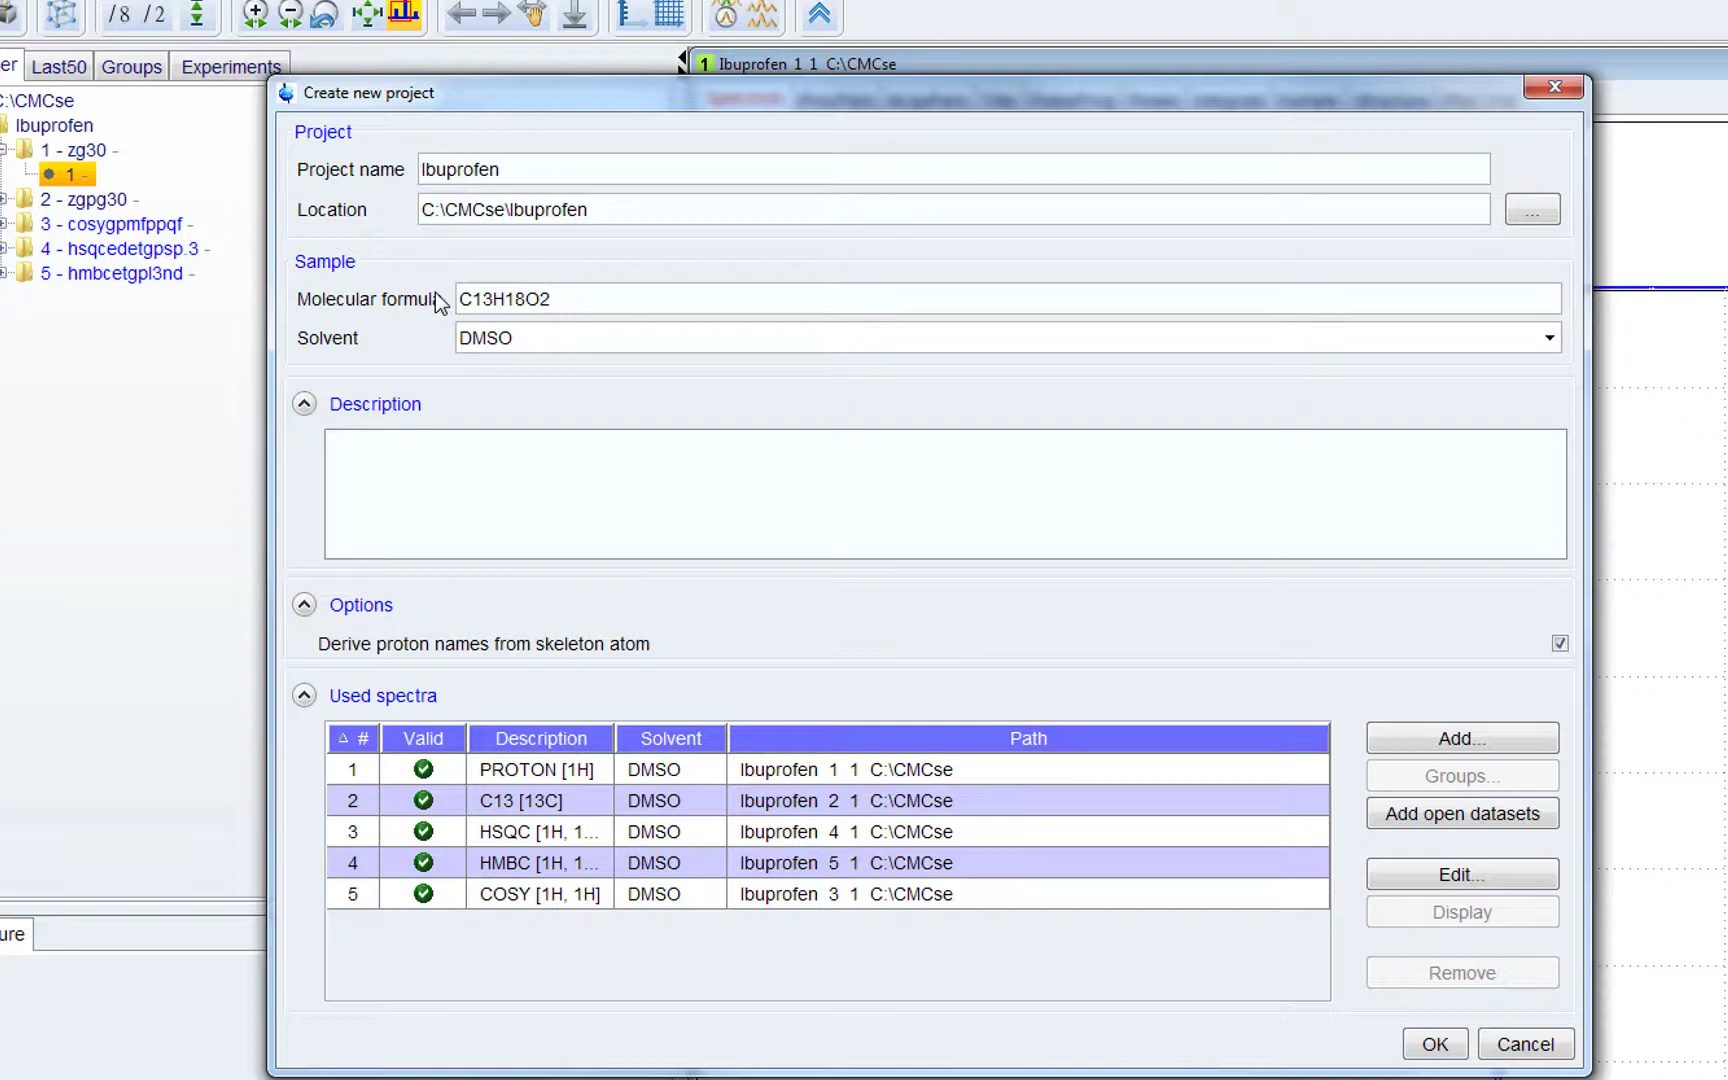 /8 /2
er Last50 Groups Experiments
1 Ibuprofen 1 1 C:\CMCse
:\CMCse
Ibuprofen
1 - zg30 -
1 -
2 - zgpg30 -
3 - cosygpmfppqf -
4 - hsqcedetgpsp.3 -
5 - hmbcetgpl3nd -
ure
Create new project
Project
Project name Ibuprofen
Location C:\CMCse\Ibuprofen ...
Sample
Molecular formula C13H18O2
Solvent DMSO
Description
Options
Derive proton names from skeleton atom
Used spectra
# Valid Description Solvent Path
1 PROTON [1H] DMSO Ibuprofen 1 1 C:\CMCse
2 C13 [13C] DMSO Ibuprofen 2 1 C:\CMCse
3 HSQC [1H, 1... DMSO Ibuprofen 4 1 C:\CMCse
4 HMBC [1H, 1... DMSO Ibuprofen 5 1 C:\CMCse
5 COSY [1H, 1H] DMSO Ibuprofen 3 1 C:\CMCse
Add...
Groups...
Add open datasets
Edit...
Display
Remove
OK Cancel